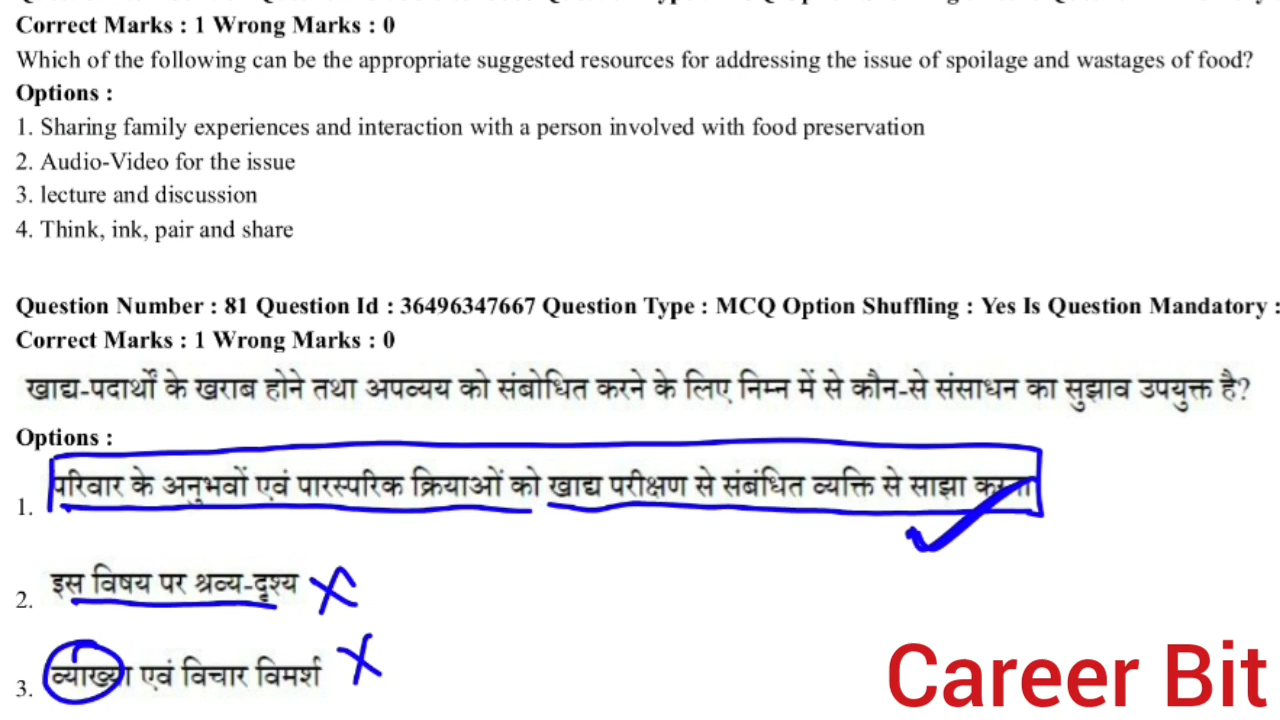 Correct Marks : 1 Wrong Marks : 0
Which of the following can be the appropriate suggested resources for addressing the issue of spoilage and wastages of food?
Options :
1. Sharing family experiences and interaction with a person involved with food preservation
2. Audio-Video for the issue
3. lecture and discussion
4. Think, ink, pair and share
Question Number : 81 Question Id : 36496347667 Question Type : MCQ Option Shuffling : Yes Is Question Mandatory :
Correct Marks : 1 Wrong Marks : 0
खाद्य-पदार्थों के खराब होने तथा अपव्यय को संबोधित करने के लिए निम्न में से कौन-से संसाधन का सुझाव उपयुक्त है?
Options :
1. परिवार के अनुभवों एवं पारस्परिक क्रियाओं को खाद्य परीक्षण से संबंधित व्यक्ति से साझा करना
2. इस विषय पर श्रव्य-दृश्य
3. व्याख्या एवं विचार विमर्श
Career Bit